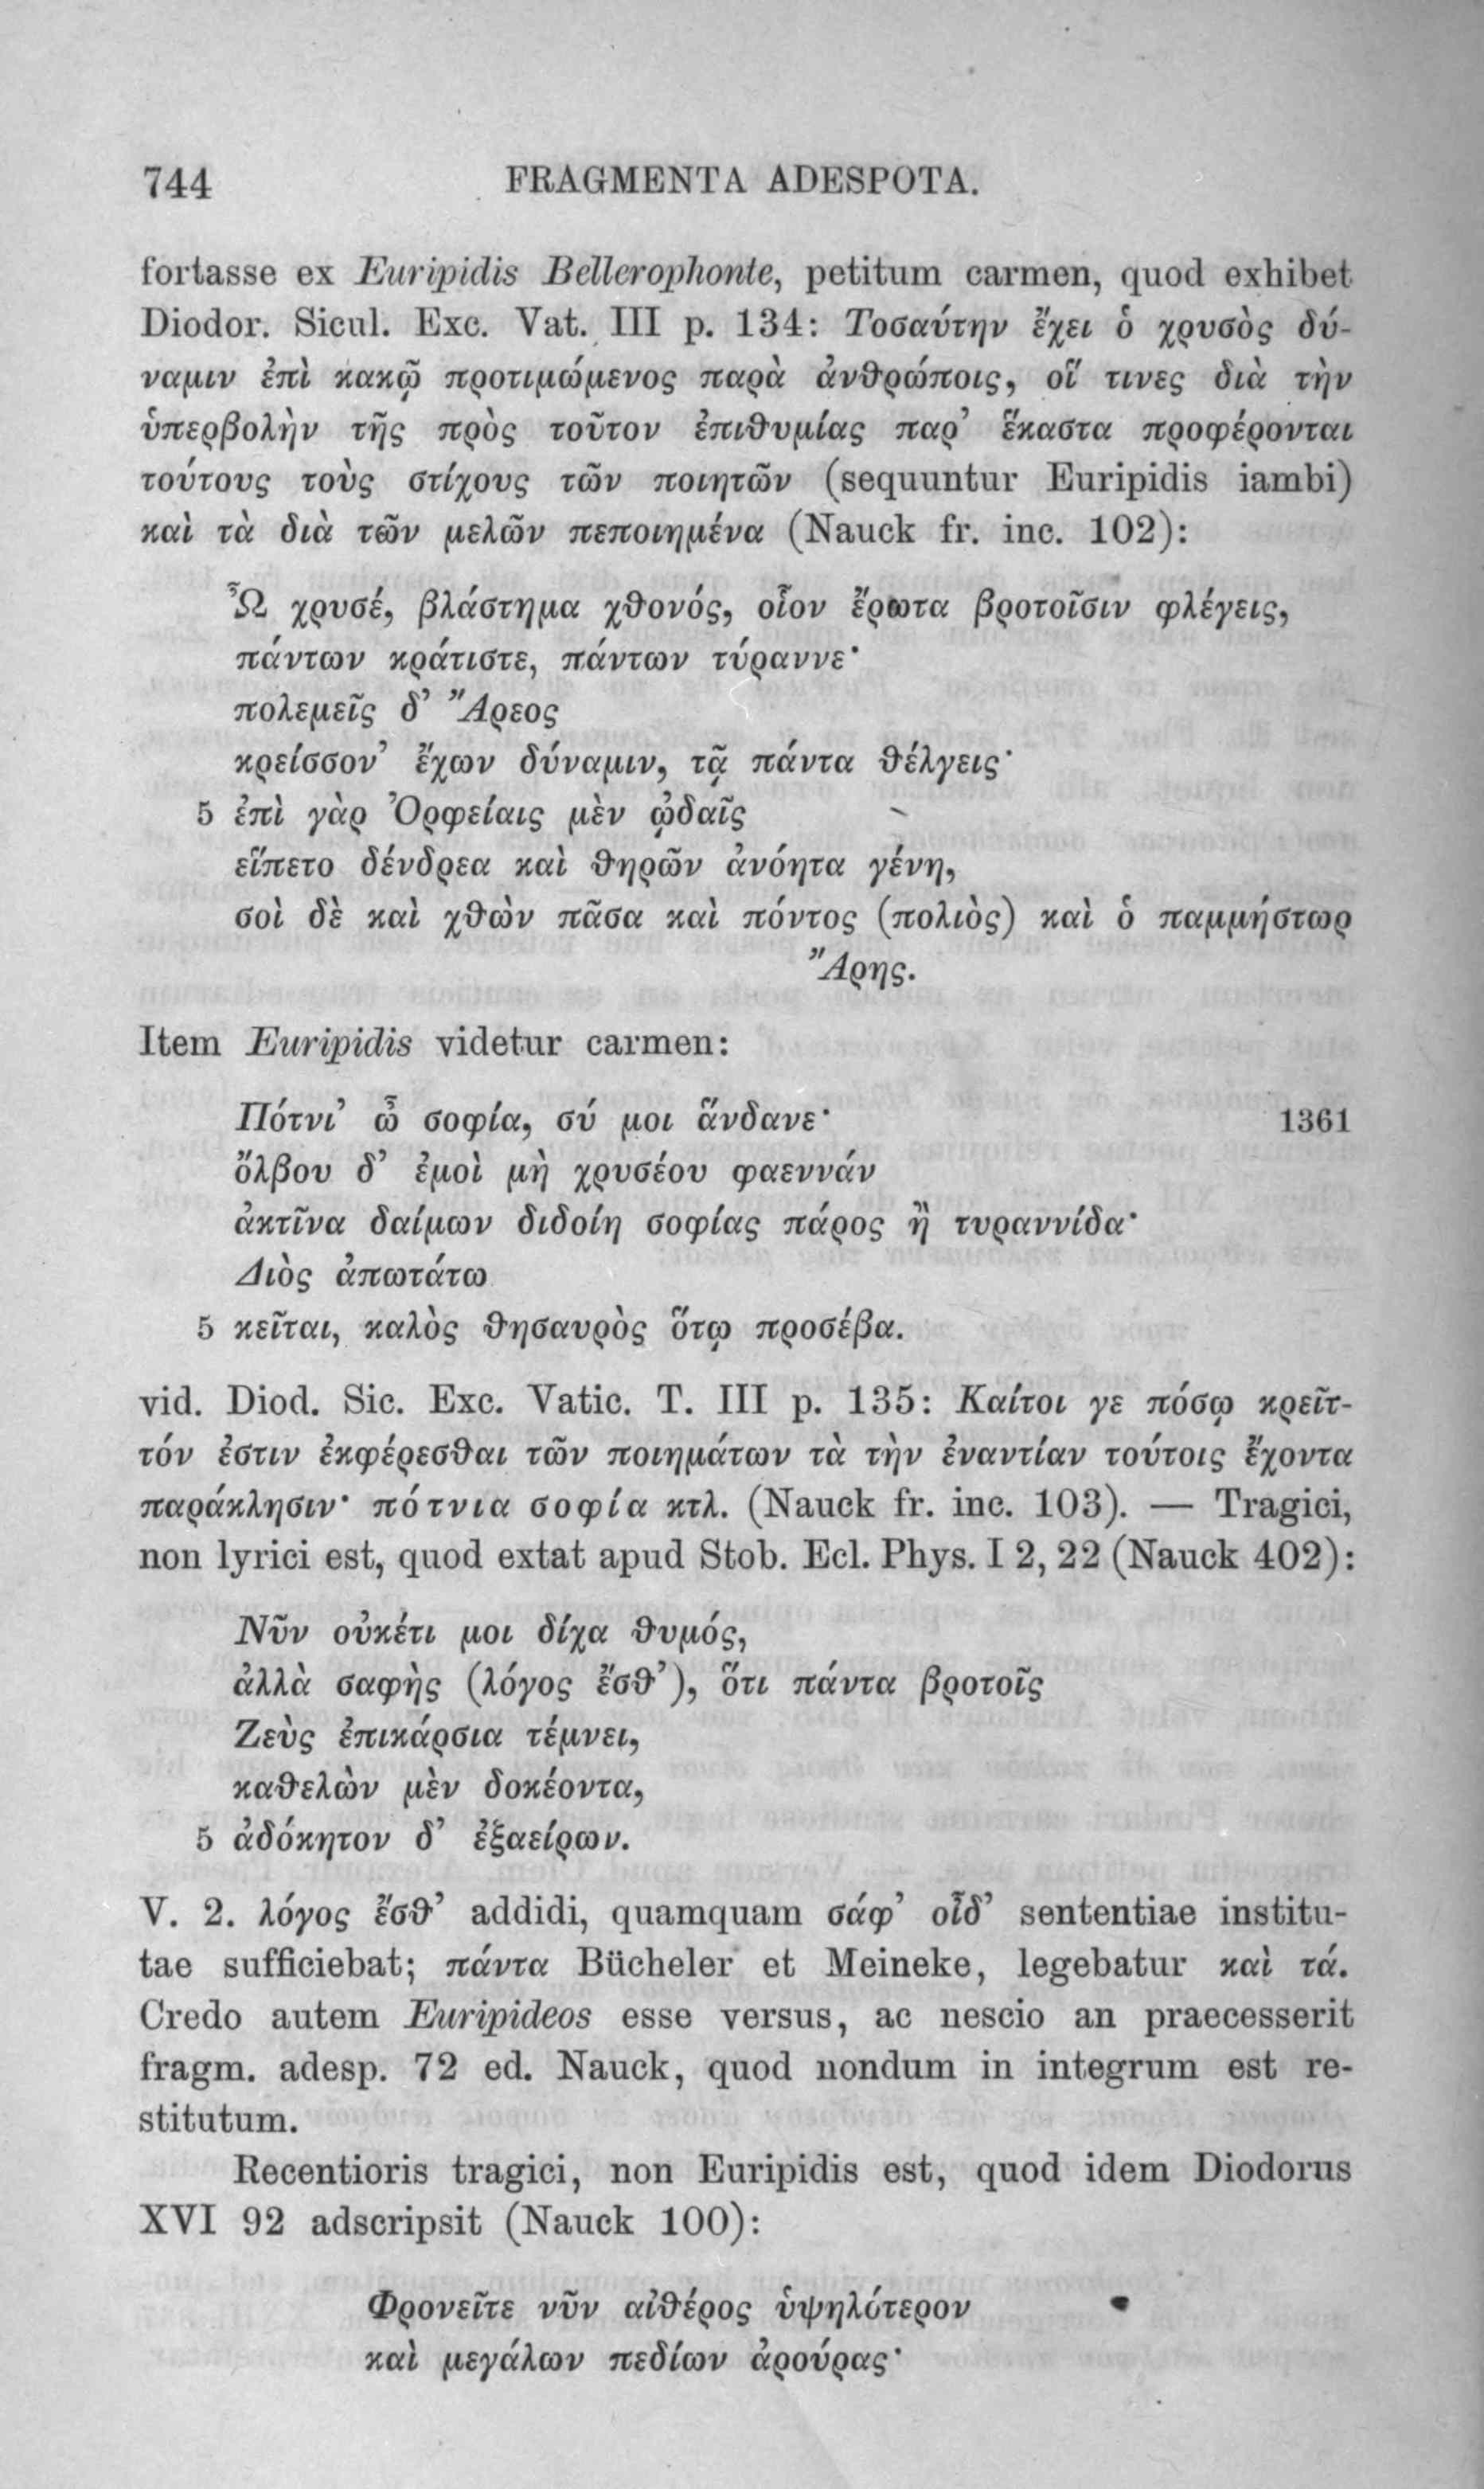 744 FRAGMENTA ADESPOTA.
fortasse ex Euripidis Bellerophonte, petitum carmen, quod exhibet
Diodor. Sicul. Exc. Vat. III p. 134: Τοσαύτην ἔχει ὁ χρυσὸς δύ-
ναμιν ἐπὶ κακῷ προτιμώμενος παρὰ ἀνθρώποις, οἵ τινες διὰ τὴν
ὑπερβολὴν τῆς πρὸς τοῦτον ἐπιθυμίας παρ’ ἕκαστα προφέρονται
τούτους τοὺς στίχους τῶν ποιητῶν (sequuntur Euripidis iambi)
καὶ τὰ διὰ τῶν μελῶν πεποιημένα (Nauck fr. inc. 102):
Ὦ χρυσέ, βλάστημα χθονός, οἷον ἔρωτα βροτοῖσιν φλέγεις,
πάντων κράτιστε, πάντων τύραννε·
πολεμεῖς δ’ Ἄρεος
κρείσσον’ ἔχων δύναμιν, τᾷ πάντα θέλγεις·
5 ἐπὶ γὰρ Ὀρφείαις μὲν ᾠδαῖς
εἵπετο δένδρεα καὶ θηρῶν ἀνόητα γένη,
σοὶ δὲ καὶ χθὼν πᾶσα καὶ πόντος (πολιὸς) καὶ ὁ παμμήστωρ
Ἄρης.
Item Euripidis videtur carmen:
Πότνι’ ὦ σοφία, σύ μοι ἅνδανε· 1361
ὄλβου δ’ ἐμοὶ μὴ χρυσέου φαεννάν
ἀκτῖνα δαίμων διδοίη σοφίας πάρος ἢ τυραννίδα·
Διὸς ἀπωτάτω
5 κεῖται, καλὸς θησαυρὸς ὅτῳ προσέβα.
vid. Diod. Sic. Exc. Vatic. T. III p. 135: Καίτοι γε πόσῳ κρεῖτ-
τόν ἐστιν ἐκφέρεσθαι τῶν ποιημάτων τὰ τὴν ἐναντίαν τούτοις ἔχοντα
παράκλησιν· πότνια σοφία κτλ. (Nauck fr. inc. 103). — Tragici,
non lyrici est, quod extat apud Stob. Ecl. Phys. I 2, 22 (Nauck 402):
Νῦν οὐκέτι μοι δίχα θυμός,
ἀλλὰ σαφὴς (λόγος ἔσθ’), ὅτι πάντα βροτοῖς
Ζεὺς ἐπικάρσια τέμνει,
καθελὼν μὲν δοκέοντα,
5 ἀδόκητον δ’ ἐξαείρων.
V. 2. λόγος ἔσθ’ addidi, quamquam σάφ’ οἶδ’ sententiae institu-
tae sufficiebat; πάντα Bücheler et Meineke, legebatur καὶ τά.
Credo autem Euripideos esse versus, ac nescio an praecesserit
fragm. adesp. 72 ed. Nauck, quod nondum in integrum est re-
stitutum.
Recentioris tragici, non Euripidis est, quod idem Diodorus
XVI 92 adscripsit (Nauck 100):
Φρονεῖτε νῦν αἰθέρος ὑψηλότερον
καὶ μεγάλων πεδίων ἀρούρας·